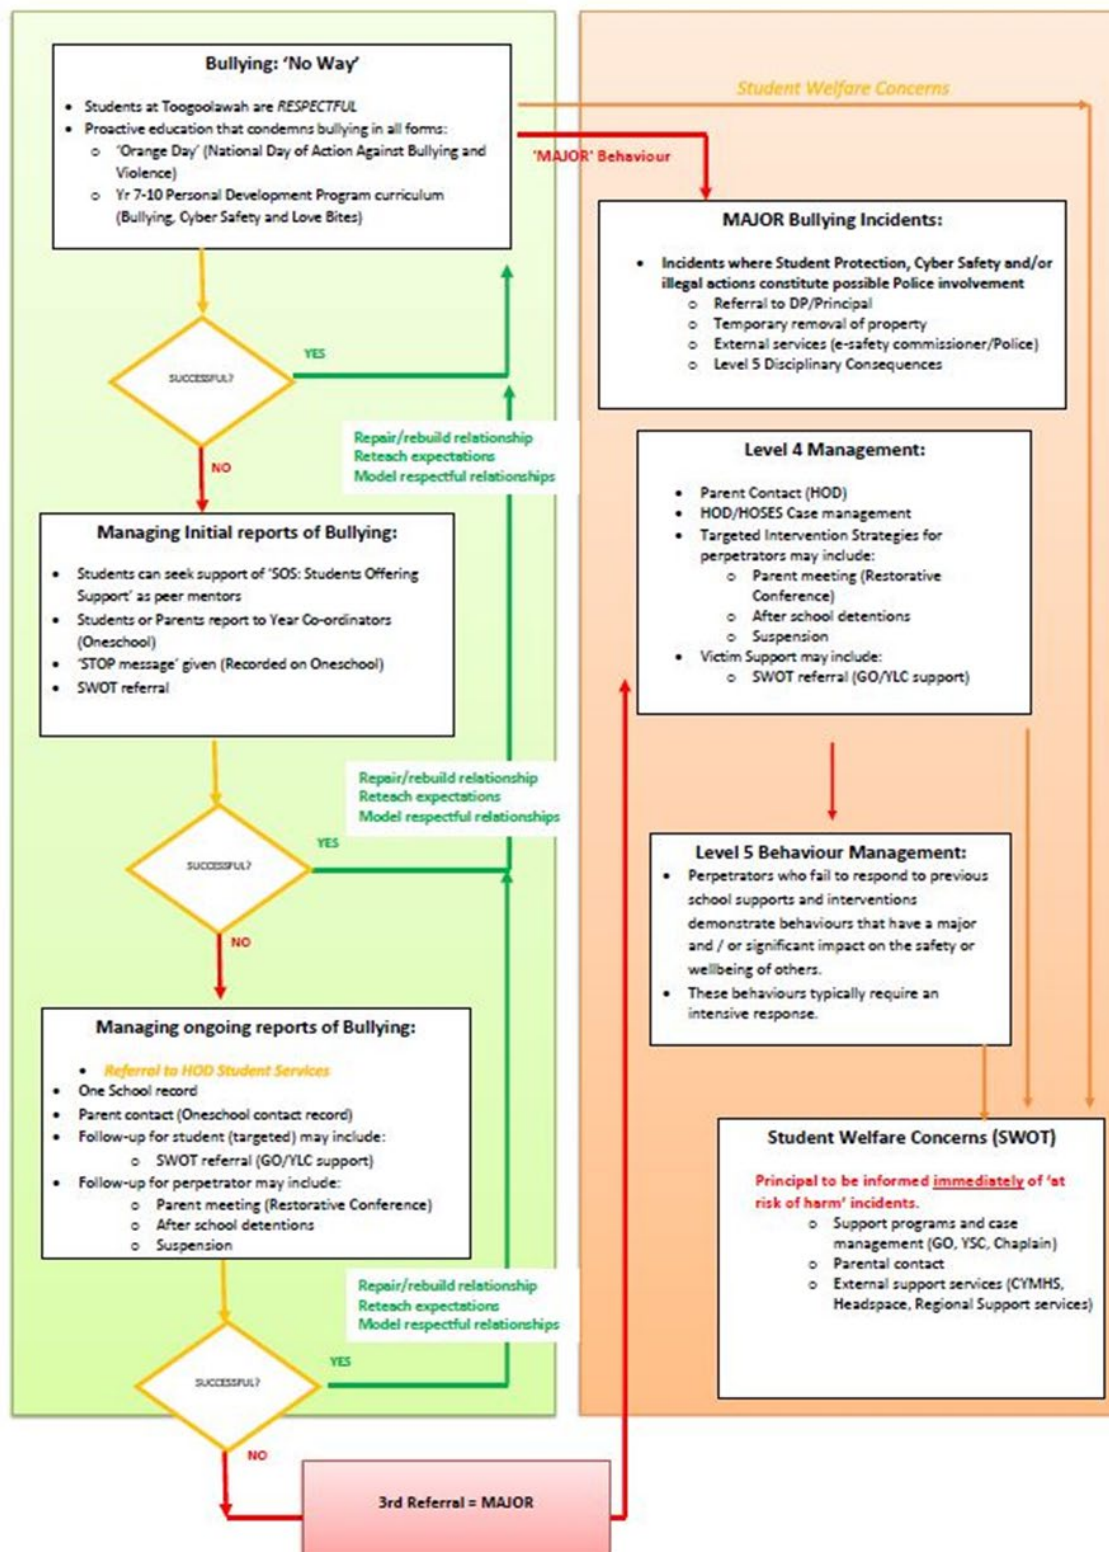 Bullying: ‘No Way’
• Students at Toogoolawah are RESPECTFUL
• Proactive education that condemns bullying in all forms:
o ‘Orange Day’ (National Day of Action Against Bullying and
Violence)
o Yr 7-10 Personal Development Program curriculum
(Bullying, Cyber Safety and Love Bites)
SUCCESSFUL?
YES
Repair/rebuild relationship
Reteach expectations
Model respectful relationships
NO
Managing Initial reports of Bullying:
• Students can seek support of ‘SOS: Students Offering
Support’ as peer mentors
• Students or Parents report to Year Co-ordinators
(Oneschool)
• ‘STOP message’ given (Recorded on Oneschool)
• SWOT referral
SUCCESSFUL?
YES
Repair/rebuild relationship
Reteach expectations
Model respectful relationships
NO
Managing ongoing reports of Bullying:
• Referral to HOD Student Services
• One School record
• Parent contact (Oneschool contact record)
• Follow-up for student (targeted) may include:
o SWOT referral (GO/YLC support)
• Follow-up for perpetrator may include:
o Parent meeting (Restorative Conference)
o After school detentions
o Suspension
SUCCESSFUL?
YES
Repair/rebuild relationship
Reteach expectations
Model respectful relationships
NO
3rd Referral = MAJOR
Student Welfare Concerns
‘MAJOR’ Behaviour
MAJOR Bullying Incidents:
• Incidents where Student Protection, Cyber Safety and/or
illegal actions constitute possible Police involvement
o Referral to DP/Principal
o Temporary removal of property
o External services (e-safety commissioner/Police)
o Level 5 Disciplinary Consequences
Level 4 Management:
• Parent Contact (HOD)
• HOD/HOSES Case management
• Targeted Intervention Strategies for
perpetrators may include:
o Parent meeting (Restorative
Conference)
o After school detentions
o Suspension
• Victim Support may include:
o SWOT referral (GO/YLC support)
Level 5 Behaviour Management:
• Perpetrators who fail to respond to previous
school supports and interventions
demonstrate behaviours that have a major
and / or significant impact on the safety or
wellbeing of others.
• These behaviours typically require an
intensive response.
Student Welfare Concerns (SWOT)
Principal to be informed immediately of ‘at
risk of harm’ incidents.
o Support programs and case
management (GO, YSC, Chaplain)
o Parental contact
o External support services (CYMHS,
Headspace, Regional Support services)